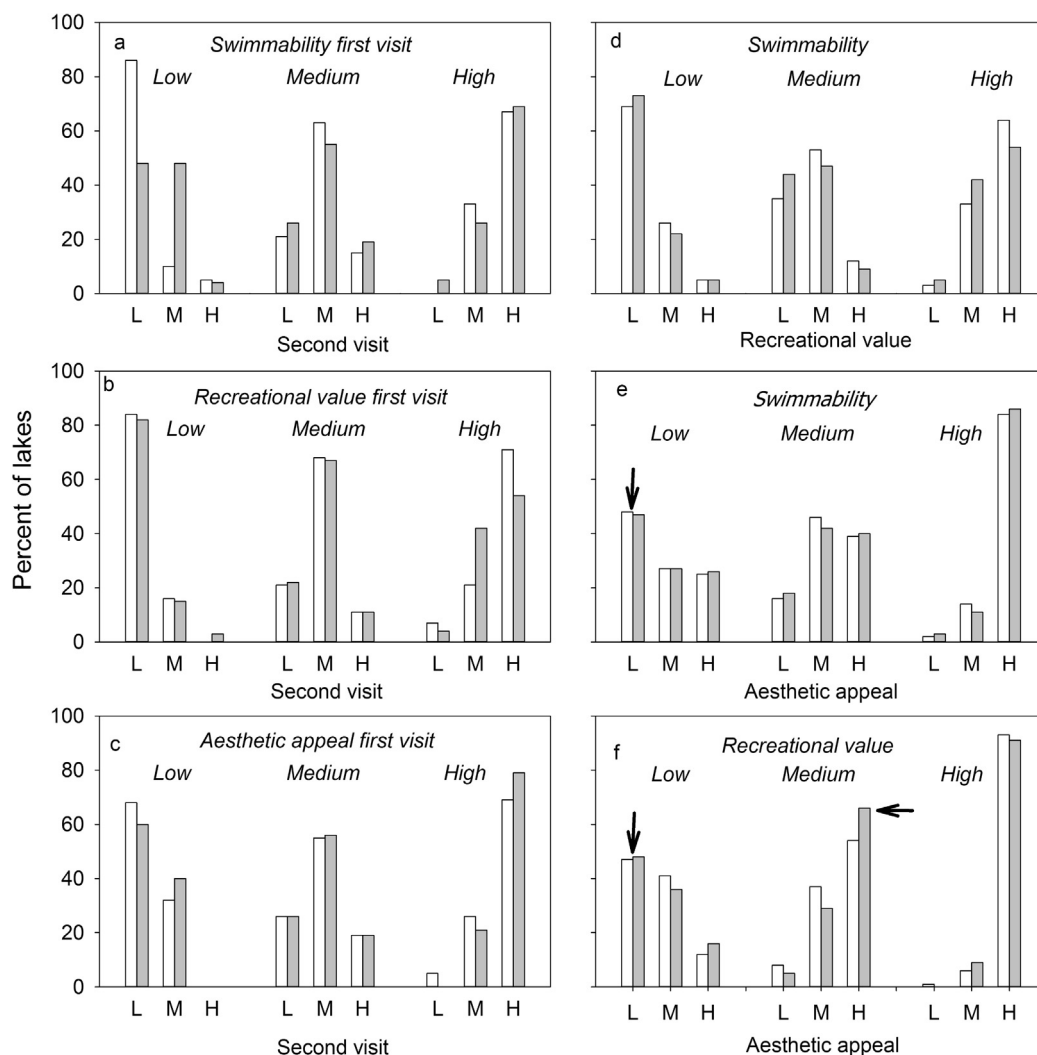 Percent of lakes
a
Swimmability first visit
Low Medium High
100
80
60
40
20
0
L M H L M H L M H
Second visit
b
Recreational value first visit
Low Medium High
100
80
60
40
20
0
L M H L M H L M H
Second visit
c
Aesthetic appeal first visit
Low Medium High
100
80
60
40
20
0
L M H L M H L M H
Second visit
d
Swimmability
Low Medium High
L M H L M H L M H
Recreational value
e
Swimmability
Low Medium High
L M H L M H L M H
Aesthetic appeal
f
Recreational value
Low Medium High
L M H L M H L M H
Aesthetic appeal